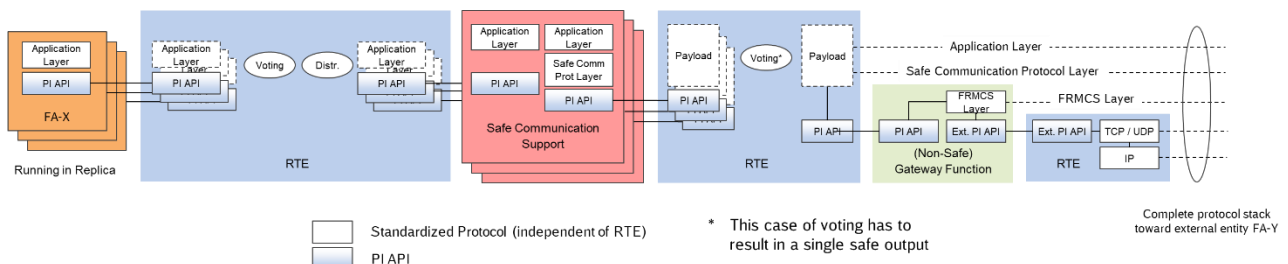 Application
Layer
PI API
FA-X
Running in Replica
Application
Layer
PI API
Voting
Distr.
Application
Layer
PI API
RTE
Application
Layer
PI API
Application
Layer
Safe Comm
Prot Layer
PI API
Safe Communication
Support
Payload
PI API
Voting*
Payload
PI API
RTE
Application Layer
Safe Communication Protocol Layer
FRMCS Layer
FRMCS
Layer
PI API
Ext. PI API
(Non-Safe)
Gateway Function
Ext. PI API
TCP / UDP
IP
RTE
Complete protocol stack
toward external entity FA-Y
Standardized Protocol (independent of RTE)
PI API
* This case of voting has to
result in a single safe output